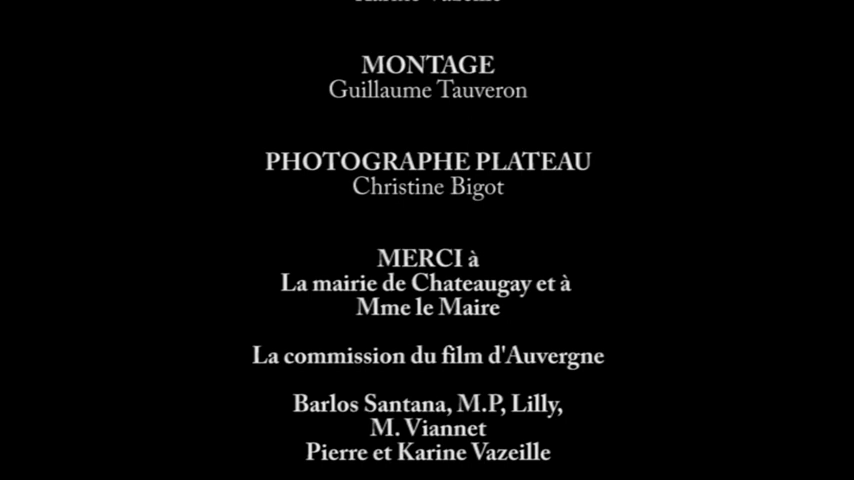 MONTAGE
Guillaume Tauveron
PHOTOGRAPHE PLATEAU
Christine Bigot
MERCI à
La mairie de Chateaugay et à
Mme le Maire
La commission du film d'Auvergne
Barlos Santana, M.P, Lilly,
M. Viannet
Pierre et Karine Vazeille